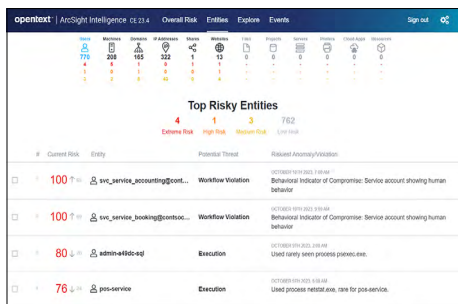 opentext™ | ArcSight Intelligence CE 23.4 Overall Risk Entities Explore Events Sign out
Users Machines Domains IP Addresses Shares Websites Files Projects Servers Printers Cloud Apps Resources
770 208 165 322 1 13 0 0 0 0 0 0
Top Risky Entities
4 1 3 762
Extreme Risk High Risk Medium Risk Low Risk
# Current Risk Entity Potential Threat Riskiest Anomaly/Violation
100 svc_service_accounting@cont... Workflow Violation
Behavioral Indicator of Compromise: Service account showing human
behavior
100 svc_service_booking@contsoc... Workflow Violation
Behavioral Indicator of Compromise: Service account showing human
behavior
80 admin-a49dc-sql Execution
Used rarely seen process psexec.exe.
76 pos-service Execution
Used process netstat.exe, rare for pos-service.